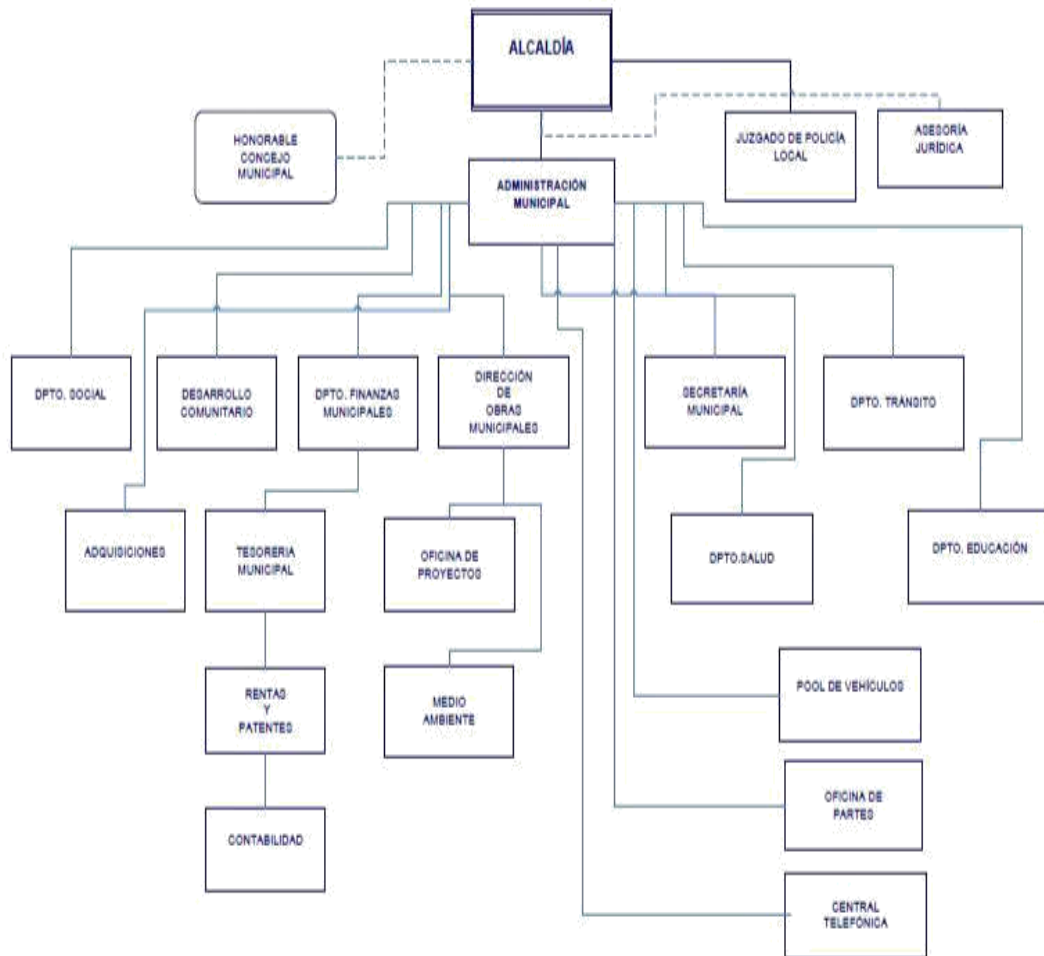 ALCALDÍA
HONORABLE
CONCEJO
MUNICIPAL
JUZGADO DE POLICÍA
LOCAL
ASESORÍA
JURÍDICA
ADMINISTRACIÓN
MUNICIPAL
DPTO. SOCIAL
DESARROLLO
COMUNITARIO
DPTO. FINANZAS
MUNICIPALES
DIRECCIÓN
DE
OBRAS
MUNICIPALES
SECRETARÍA
MUNICIPAL
DPTO. TRÁNSITO
ADQUISICIONES
TESORERIA
MUNICIPAL
OFICINA DE
PROYECTOS
DPTO.SALUD
DPTO. EDUCACIÓN
RENTAS
Y
PATENTES
MEDIO
AMBIENTE
POOL DE VEHÍCULOS
OFICINA DE
PARTES
CONTABILIDAD
CENTRAL
TELEFÓNICA